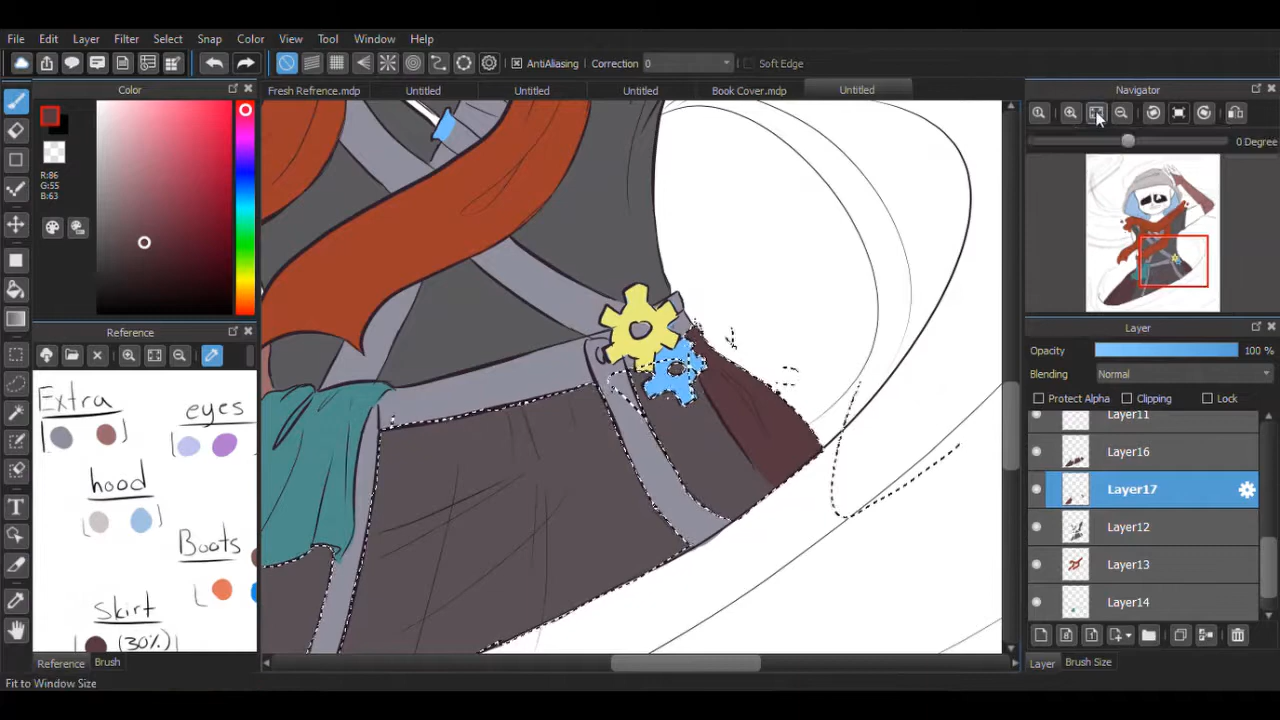 File Edit Layer Filter Select Snap Color View Tool Window Help
AntiAliasing Correction 0 Soft Edge
Color
Fresh Refrence.mdp Untitled Untitled Untitled Book Cover.mdp Untitled
Navigator
R:86
G:55
B:63
0 Degree
Reference
Extra
eyes
hood
Boots
Skirt
(30%)
Layer
Opacity 100 %
Blending Normal
Protect Alpha Clipping Lock
Layer11
Layer16
Layer17
Layer12
Layer13
Layer14
Reference Brush
Layer Brush Size
Fit to Window Size